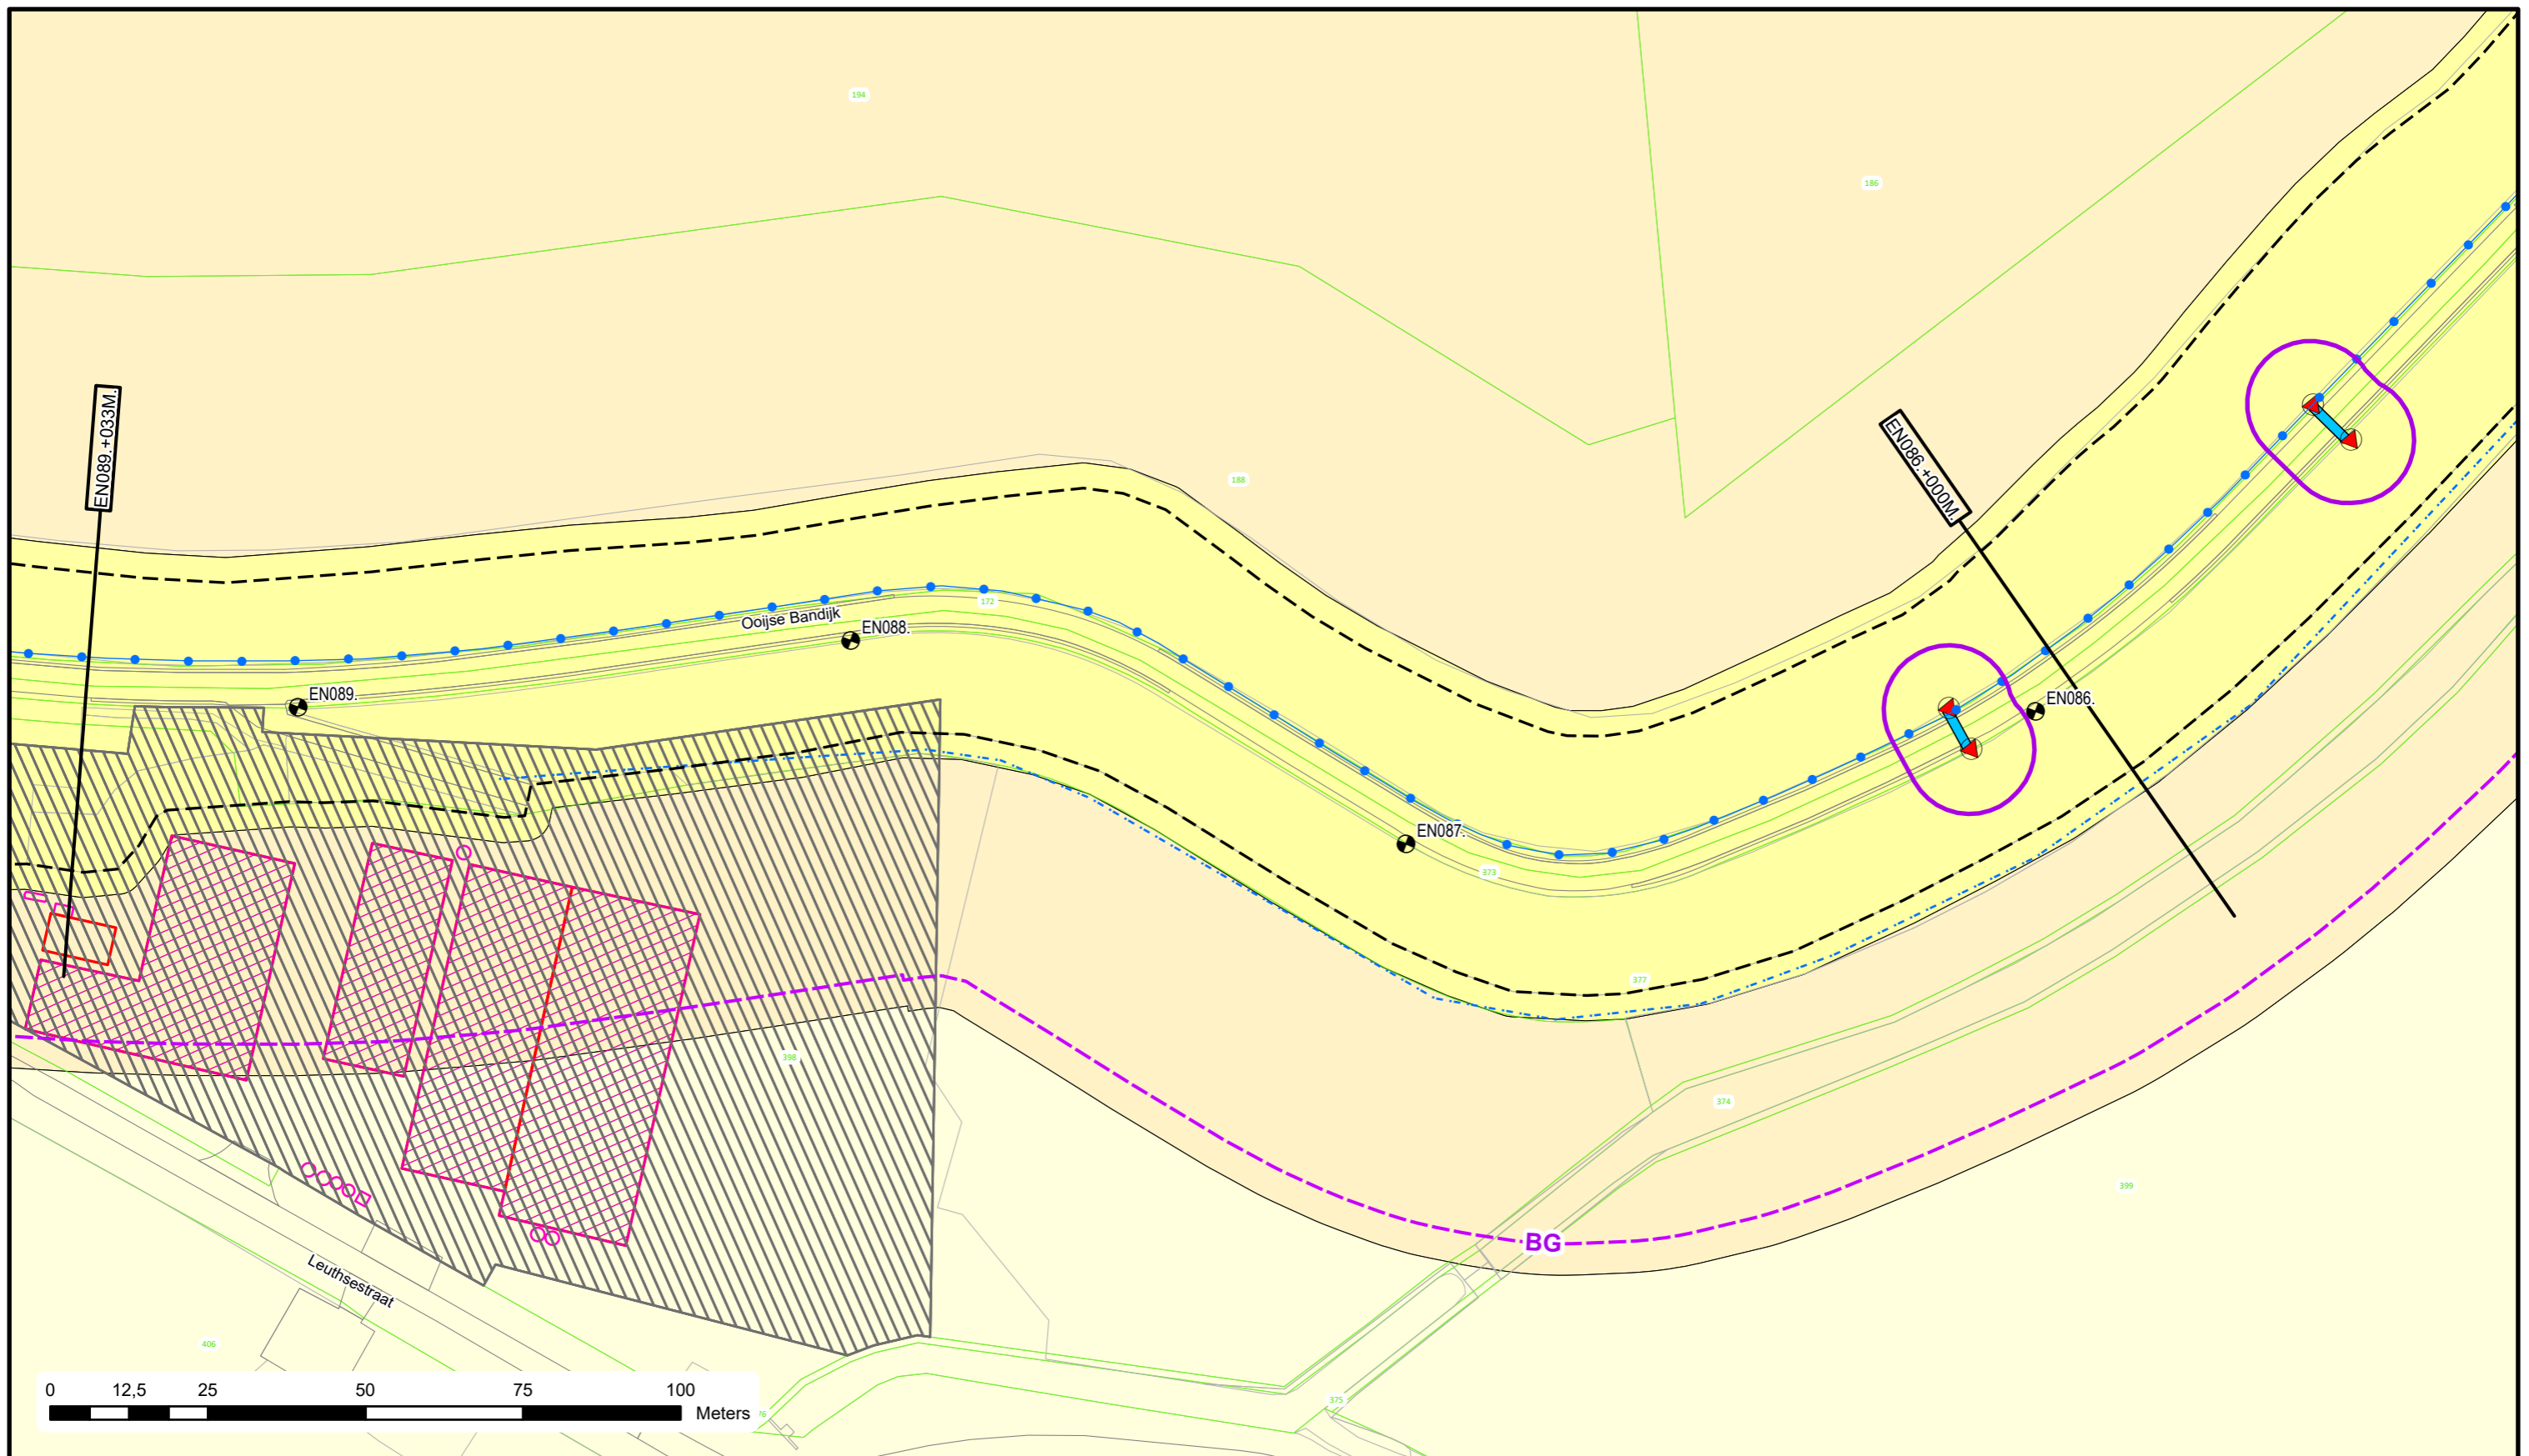 194
186
EN089.+033M.
188
EN086.+000M.
172
Ooijse Bandijk
EN088.
EN089.
EN086.
EN087.
373
377
398
374
399
BG
Leuthsestraat
406
375
0 12,5 25 50 75 100
Meters